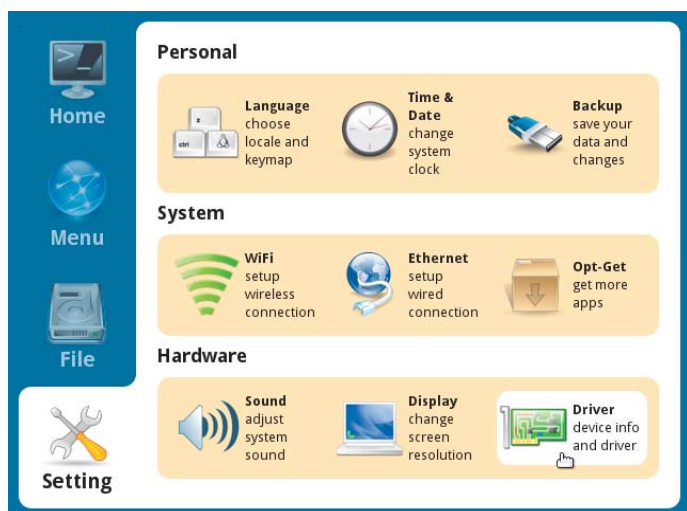 Home
Menu
File
Setting
Personal
Language
choose
locale and
keymap
Time &
Date
change
system
clock
Backup
save your
data and
changes
System
WiFi
setup
wireless
connection
Ethernet
setup
wired
connection
Opt-Get
get more
apps
Hardware
Sound
adjust
system
sound
Display
change
screen
resolution
Driver
device info
and driver